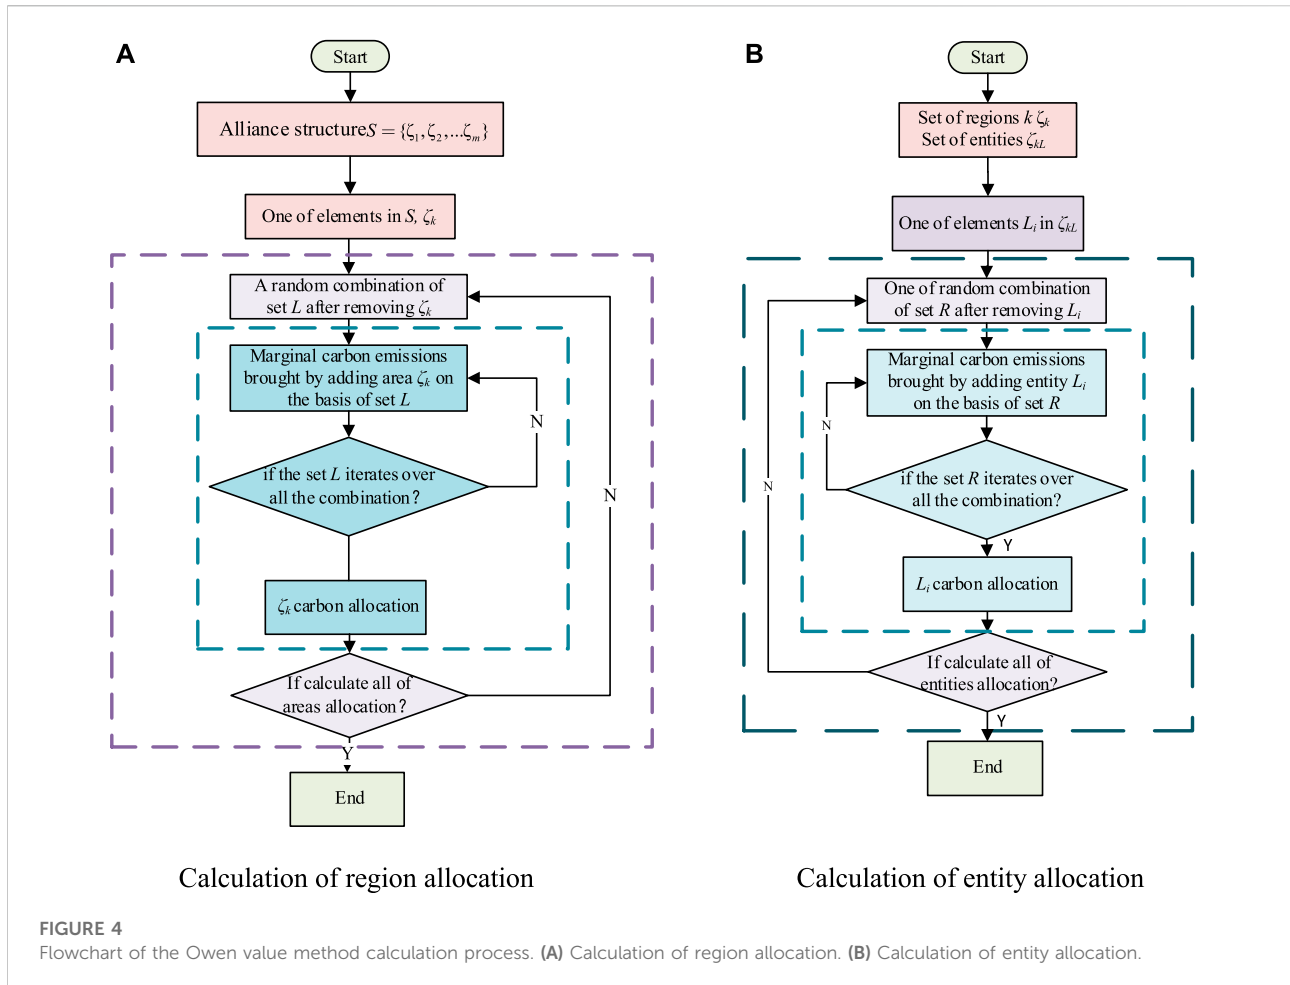 A
Start
Alliance structureS = {ζ1, ζ2, ...ζm}
One of elements in S, ζk
A random combination of
set L after removing ζk
Marginal carbon emissions
brought by adding area ζk on
the basis of set L
N
if the set L iterates over
all the combination?
N
ζk carbon allocation
If calculate all of
areas allocation?
Y
End
Calculation of region allocation
B
Start
Set of regions k ζk
Set of entities ζkL
One of elements Li in ζkL
One of random combination
of set R after removing Li
Marginal carbon emissions
brought by adding entity Li
on the basis of set R
N
if the set R iterates over
all the combination?
N
Y
Li carbon allocation
If calculate all of
entities allocation?
Y
End
Calculation of entity allocation
FIGURE 4
Flowchart of the Owen value method calculation process. (A) Calculation of region allocation. (B) Calculation of entity allocation.